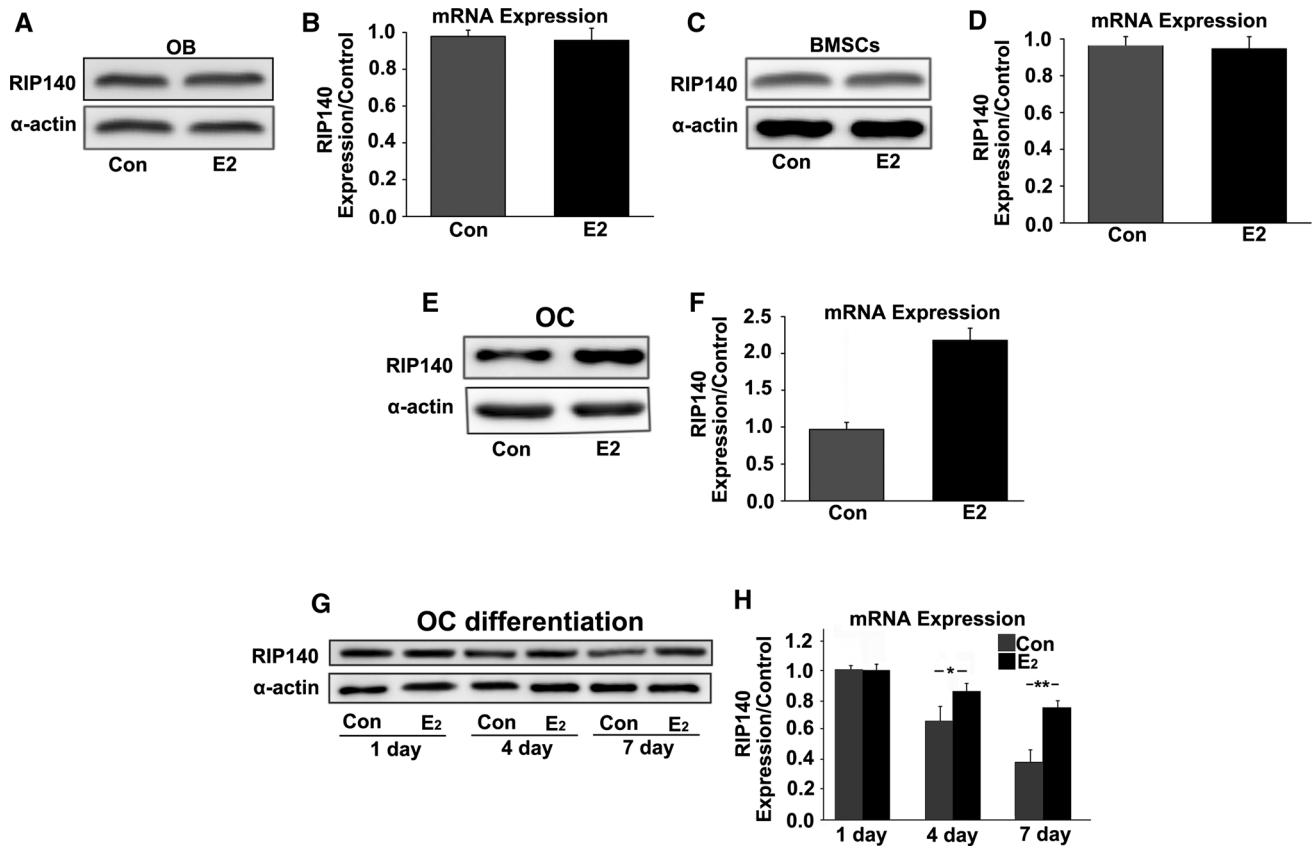 A
OB
RIP140
α-actin
Con E2
B
mRNA Expression
RIP140
Expression/Control
1.0
0.8
0.6
0.4
0.2
0.0
Con E2
C
BMSCs
RIP140
α-actin
Con E2
D
mRNA Expression
RIP140
Expression/Control
1.0
0.8
0.6
0.4
0.2
0.0
Con E2
E
OC
RIP140
α-actin
Con E2
F
mRNA Expression
RIP140
Expression/Control
2.5
2.0
1.5
1.0
0.5
0.0
Con E2
G
OC differentiation
RIP140
α-actin
Con E2 Con E2 Con E2
1 day 4 day 7 day
H
mRNA Expression
RIP140
Expression/Control
1.2
1.0
0.8
0.6
0.4
0.2
0.0
Con
E2
*
**
1 day 4 day 7 day